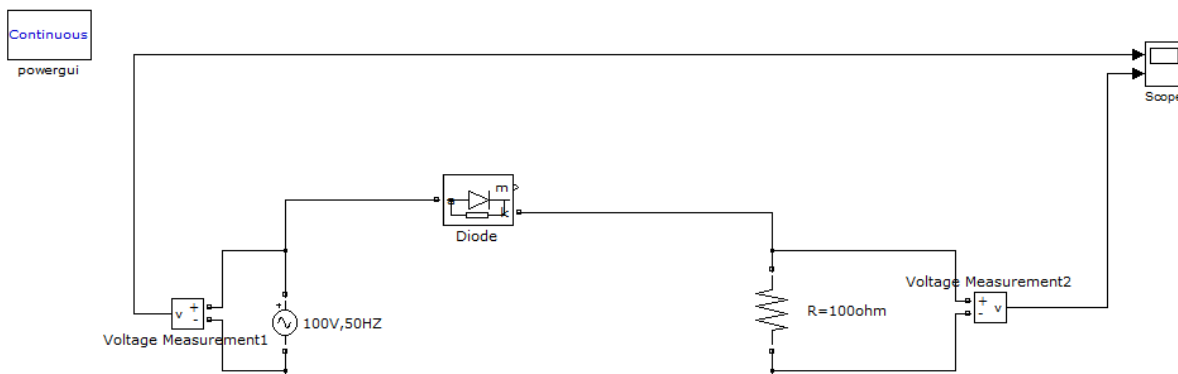 Continuous
powergui
Scope
m
k
Diode
+
v
-
Voltage Measurement1
+
100V,50HZ
R=100ohm
Voltage Measurement2
+
v
-